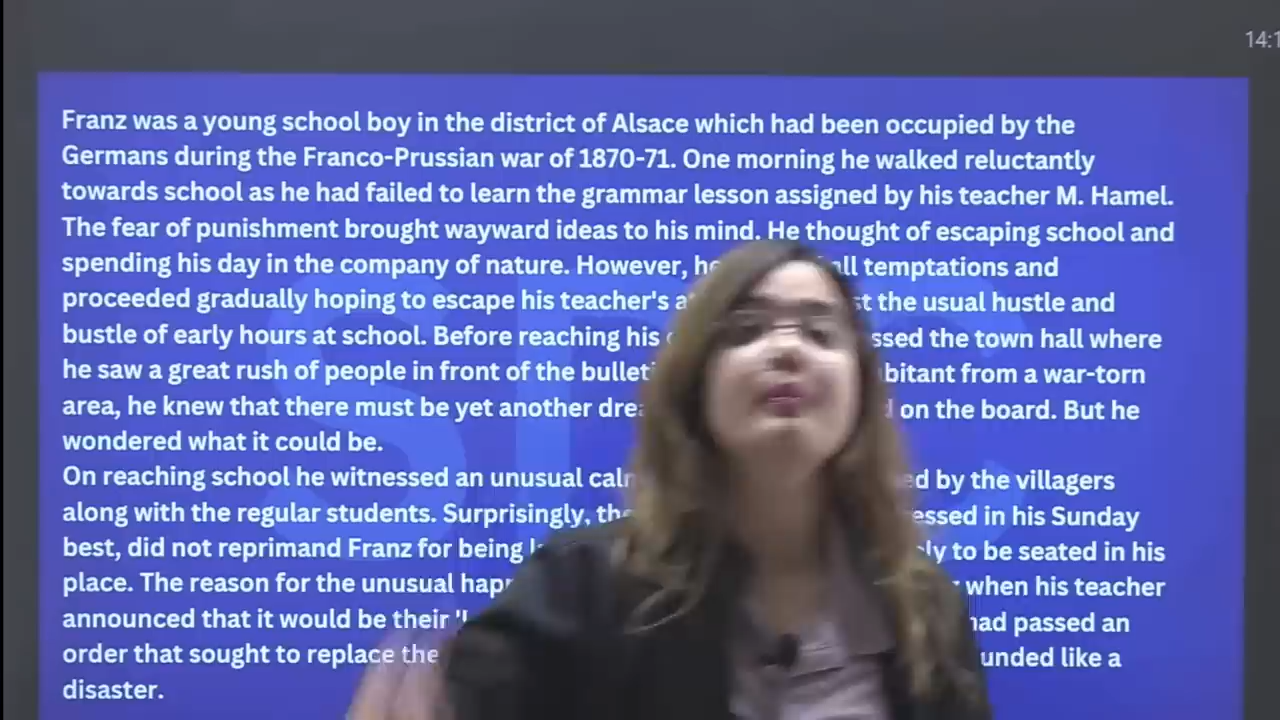 14:1
Franz was a young school boy in the district of Alsace which had been occupied by the
Germans during the Franco-Prussian war of 1870-71. One morning he walked reluctantly
towards school as he had failed to learn the grammar lesson assigned by his teacher M. Hamel.
The fear of punishment brought wayward ideas to his mind. He thought of escaping school and
spending his day in the company of nature. However, he all temptations and
proceeded gradually hoping to escape his teacher's the usual hustle and
bustle of early hours at school. Before reaching his the town hall where
he saw a great rush of people in front of the from a war-torn
area, he knew that there must be yet another on the board. But he
wondered what it could be.
On reaching school he witnessed an unusual by the villagers
along with the regular students. Surprisingly, in his Sunday
best, did not reprimand Franz for being to be seated in his
place. The reason for the unusual when his teacher
announced that it would be their had passed an
order that sought to replace the like a
disaster.